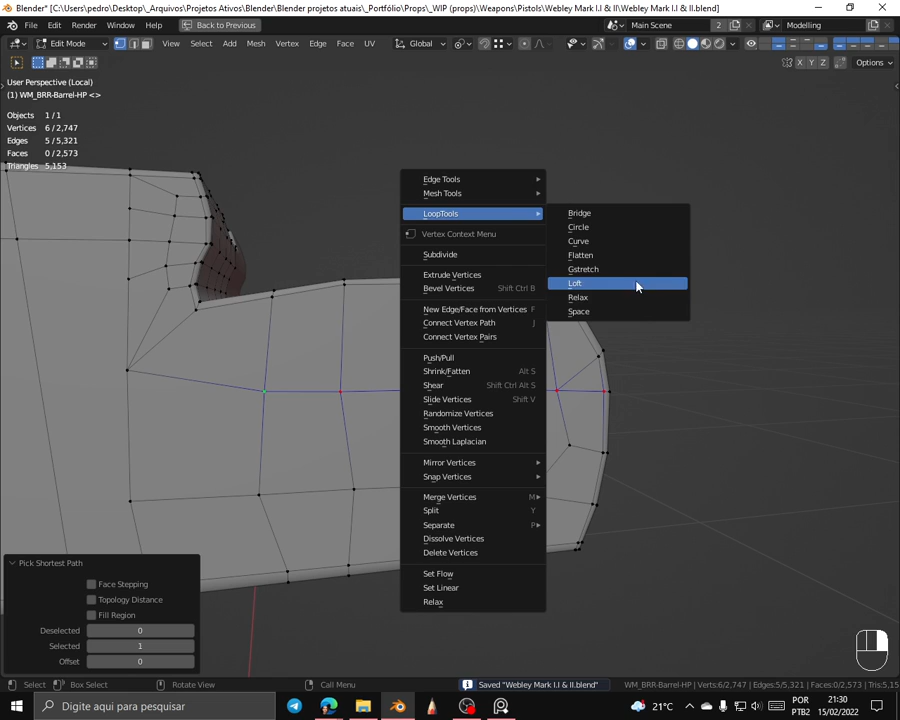 Blender* [C:\Users\pedro\Desktop\_Arquivos\Projetos Ativos\Blender\Blender projetos atuais\_Portfólio\Props\_WIP (props)\Weapons\Pistols\Webley Mark I.I & II\Webley Mark I.I & II.blend]
File Edit Render Window Help Back to Previous Main Scene 2 Modelling
Edit Mode View Select Add Mesh Vertex Edge Face UV Global
X Y Z Options
User Perspective (Local)
(1) WM_BRR-Barrel-HP <>
Objects 1/1
Vertices 6/2,747
Edges 5/5,321
Faces 0/2,573
Triangles 5,153
Edge Tools
Mesh Tools
LoopTools
Vertex Context Menu
Subdivide
Extrude Vertices
Bevel Vertices Shift Ctrl B
New Edge/Face from Vertices F
Connect Vertex Path J
Connect Vertex Pairs
Push/Pull
Shrink/Fatten Alt S
Shear Shift Ctrl Alt S
Slide Vertices Shift V
Randomize Vertices
Smooth Vertices
Smooth Laplacian
Mirror Vertices
Snap Vertices
Merge Vertices M
Split Y
Separate P
Dissolve Vertices
Delete Vertices
Set Flow
Set Linear
Relax
Bridge
Circle
Curve
Flatten
Gstretch
Loft
Relax
Space
Pick Shortest Path
Face Stepping
Topology Distance
Fill Region
Deselected 0
Selected 1
Offset 0
Select Box Select Rotate View Call Menu Saved "Webley Mark I.I & II.blend" WM_BRR-Barrel-HP | Verts:6/2,747 | Edges:5/5,321 | Faces:0/2,573 | Tris:5,15
Digite aqui para pesquisar 21°C POR 21:30
PTB2 15/02/2022